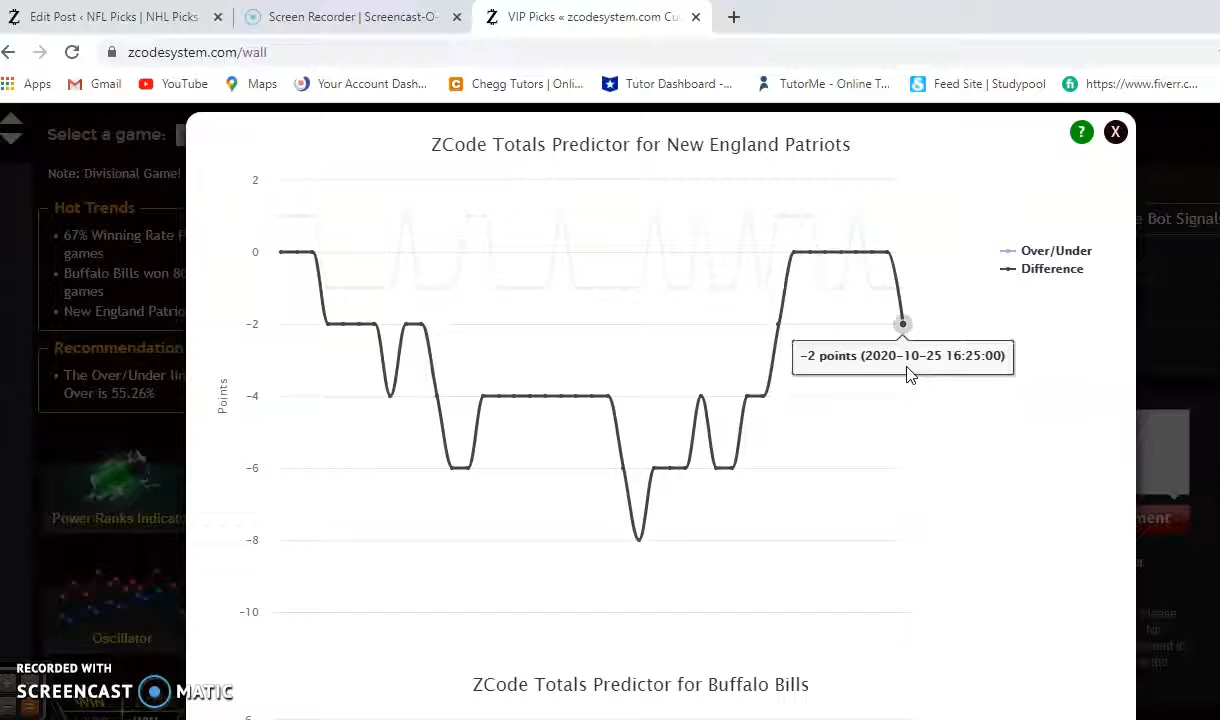 Edit Post ‹ NFL Picks | NHL Picks
Screen Recorder | Screencast-O-
VIP Picks « zcodesystem.com Cu
zcodesystem.com/wall
Apps
Gmail
YouTube
Maps
Your Account Dash...
Chegg Tutors | Onli...
Tutor Dashboard -...
TutorMe - Online T...
Feed Site | Studypool
https://www.fiverr.c...
Select a game:
? X
ZCode Totals Predictor for New England Patriots
Note: Divisional Game!
Hot Trends
67% Winning Rate P
games
Buffalo Bills won 80
games
New England Patrio
Recommendation
The Over/Under lin
Over is 55.26%
Power Ranks Indicat
Oscillator
e Bot Signals
ment
Points
2
0
-2
-4
-6
-8
-10
Over/Under
Difference
-2 points (2020-10-25 16:25:00)
ZCode Totals Predictor for Buffalo Bills
RECORDED WITH
SCREENCAST MATIC